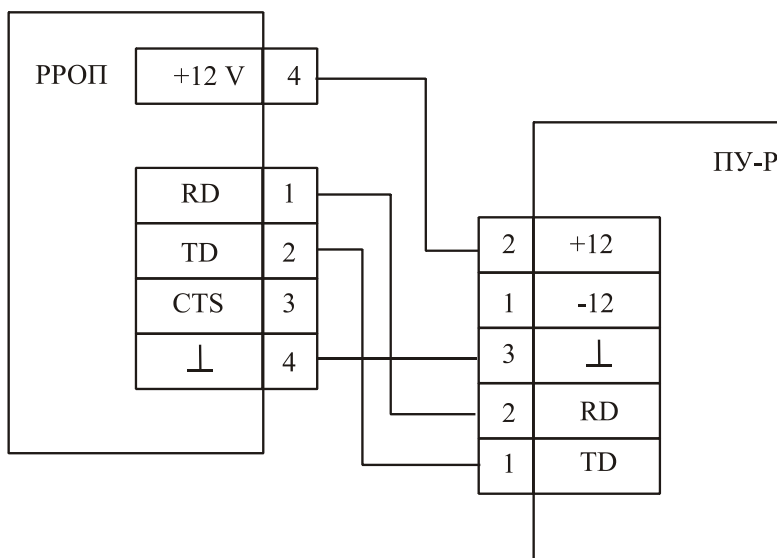 РРОП +12 V 4
ПУ-Р
RD 1
TD 2
CTS 3
⊥ 4
2 +12
1 -12
3 ⊥
2 RD
1 TD